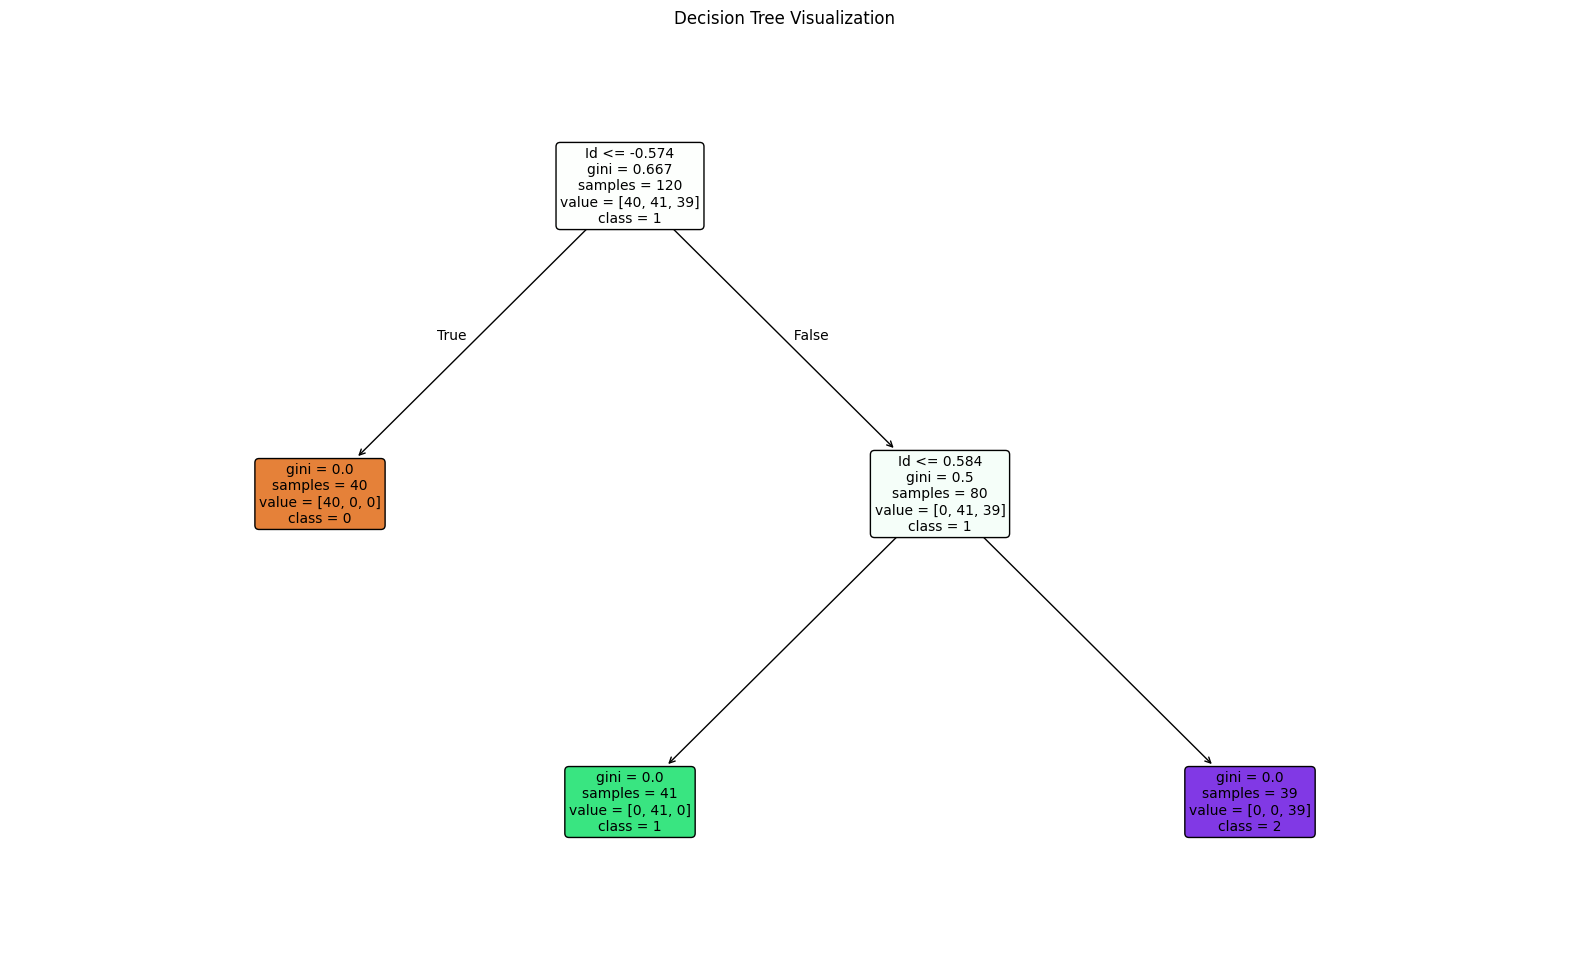 Decision Tree Visualization
Id <= -0.574
gini = 0.667
samples = 120
value = [40, 41, 39]
class = 1
True
False
gini = 0.0
samples = 40
value = [40, 0, 0]
class = 0
Id <= 0.584
gini = 0.5
samples = 80
value = [0, 41, 39]
class = 1
gini = 0.0
samples = 41
value = [0, 41, 0]
class = 1
gini = 0.0
samples = 39
value = [0, 0, 39]
class = 2